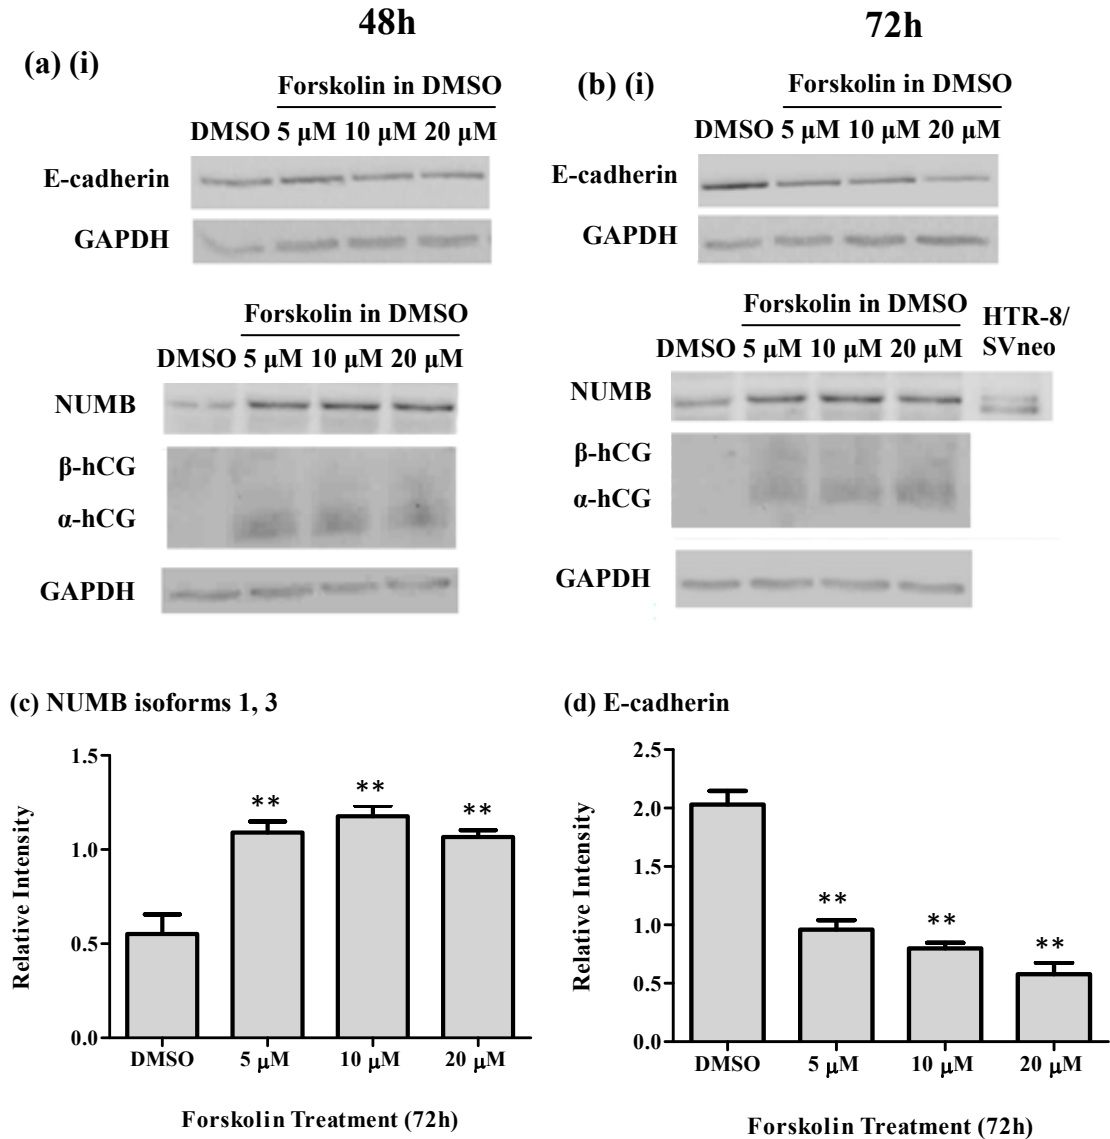 48h
72h
(a) (i)
Forskolin in DMSO
DMSO 5 μM 10 μM 20 μM
E-cadherin
GAPDH
Forskolin in DMSO
DMSO 5 μM 10 μM 20 μM
NUMB
β-hCG
α-hCG
GAPDH
(b) (i)
Forskolin in DMSO
DMSO 5 μM 10 μM 20 μM
E-cadherin
GAPDH
Forskolin in DMSO
HTR-8/
SVneo
DMSO 5 μM 10 μM 20 μM
NUMB
β-hCG
α-hCG
GAPDH
(c) NUMB isoforms 1, 3
Relative Intensity
1.5
1.0
0.5
0.0
** ** **
DMSO 5 μM 10 μM 20 μM
Forskolin Treatment (72h)
(d) E-cadherin
Relative Intensity
2.5
2.0
1.5
1.0
0.5
0.0
** ** **
DMSO 5 μM 10 μM 20 μM
Forskolin Treatment (72h)